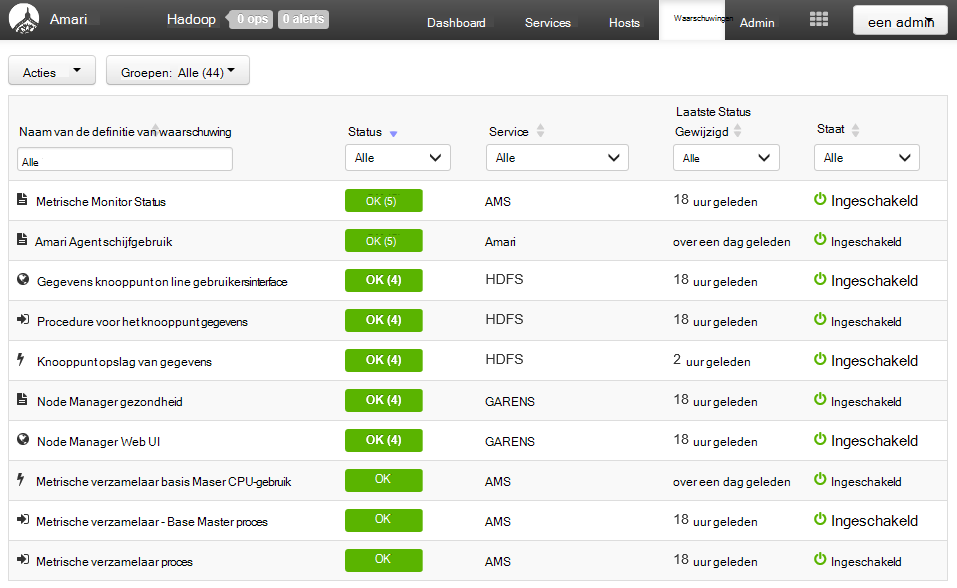 Amari Hadoop 0 ops 0 alerts Dashboard Services Hosts Waarschuwingen Admin een admin
Acties Groepen: Alle (44)
Laatste Status
Naam van de definitie van waarschuwing Status Service Gewijzigd Staat
Alle Alle Alle Alle Alle
Metrische Monitor Status OK (5) AMS 18 uur geleden Ingeschakeld
Amari Agent schijfgebruik OK (5) Amari over een dag geleden Ingeschakeld
Gegevens knooppunt on line gebruikersinterface OK (4) HDFS 18 uur geleden Ingeschakeld
Procedure voor het knooppunt gegevens OK (4) HDFS 18 uur geleden Ingeschakeld
Knooppunt opslag van gegevens OK (4) HDFS 2 uur geleden Ingeschakeld
Node Manager gezondheid OK (4) GARENS 18 uur geleden Ingeschakeld
Node Manager Web UI OK (4) GARENS 18 uur geleden Ingeschakeld
Metrische verzamelaar basis Maser CPU-gebruik OK AMS over een dag geleden Ingeschakeld
Metrische verzamelaar - Base Master proces OK AMS 18 uur geleden Ingeschakeld
Metrische verzamelaar proces OK AMS 18 uur geleden Ingeschakeld